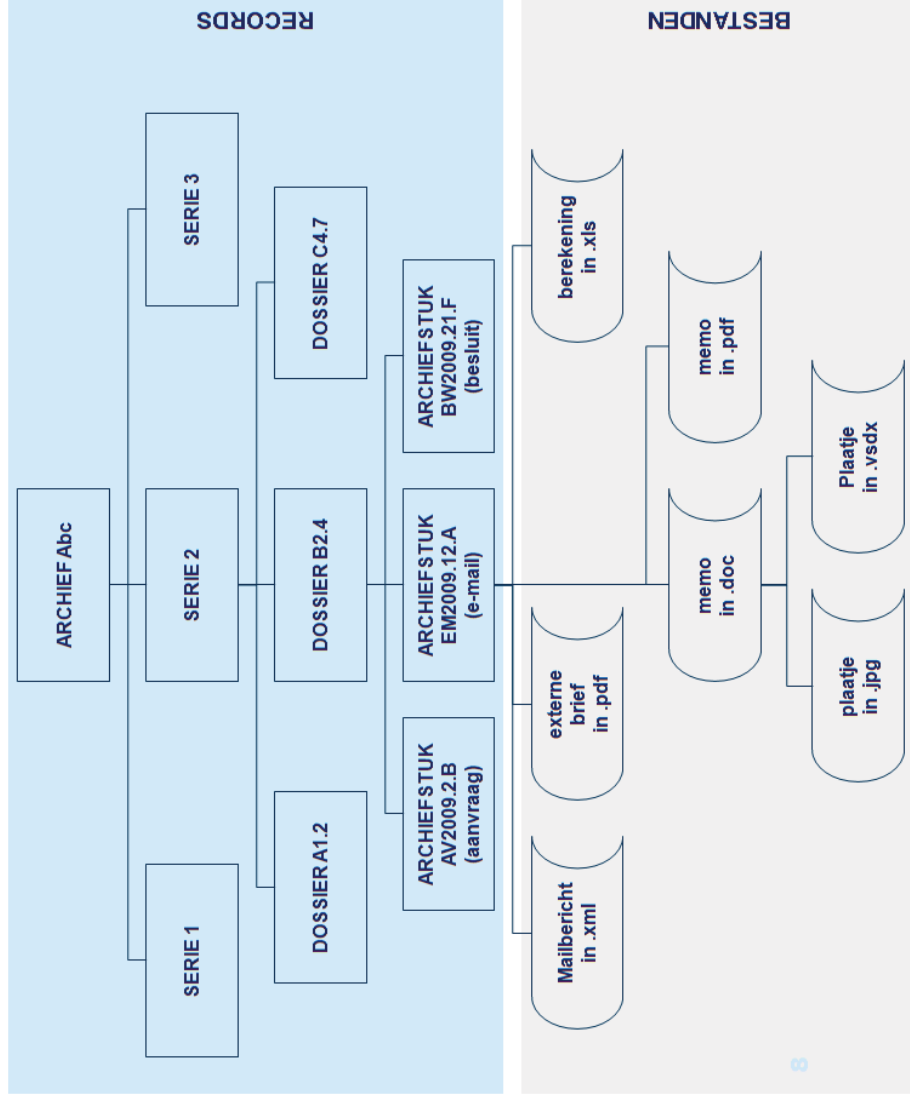 RECORDS
ARCHIEF Abc
SERIE 1
SERIE 2
SERIE 3
DOSSIER A1.2
DOSSIER B2.4
DOSSIER C4.7
ARCHIEFSTUK
AV2009.2.B
(aanvraag)
ARCHIEFSTUK
EM2009.12.A
(e-mail)
ARCHIEFSTUK
BW2009.21.F
(besluit)
BESTANDEN
Mailbericht
in .xml
externe
brief
in .pdf
berekening
in .xls
memo
in .doc
memo
in .pdf
plaatje
in .jpg
Plaatje
in .vsdx
8